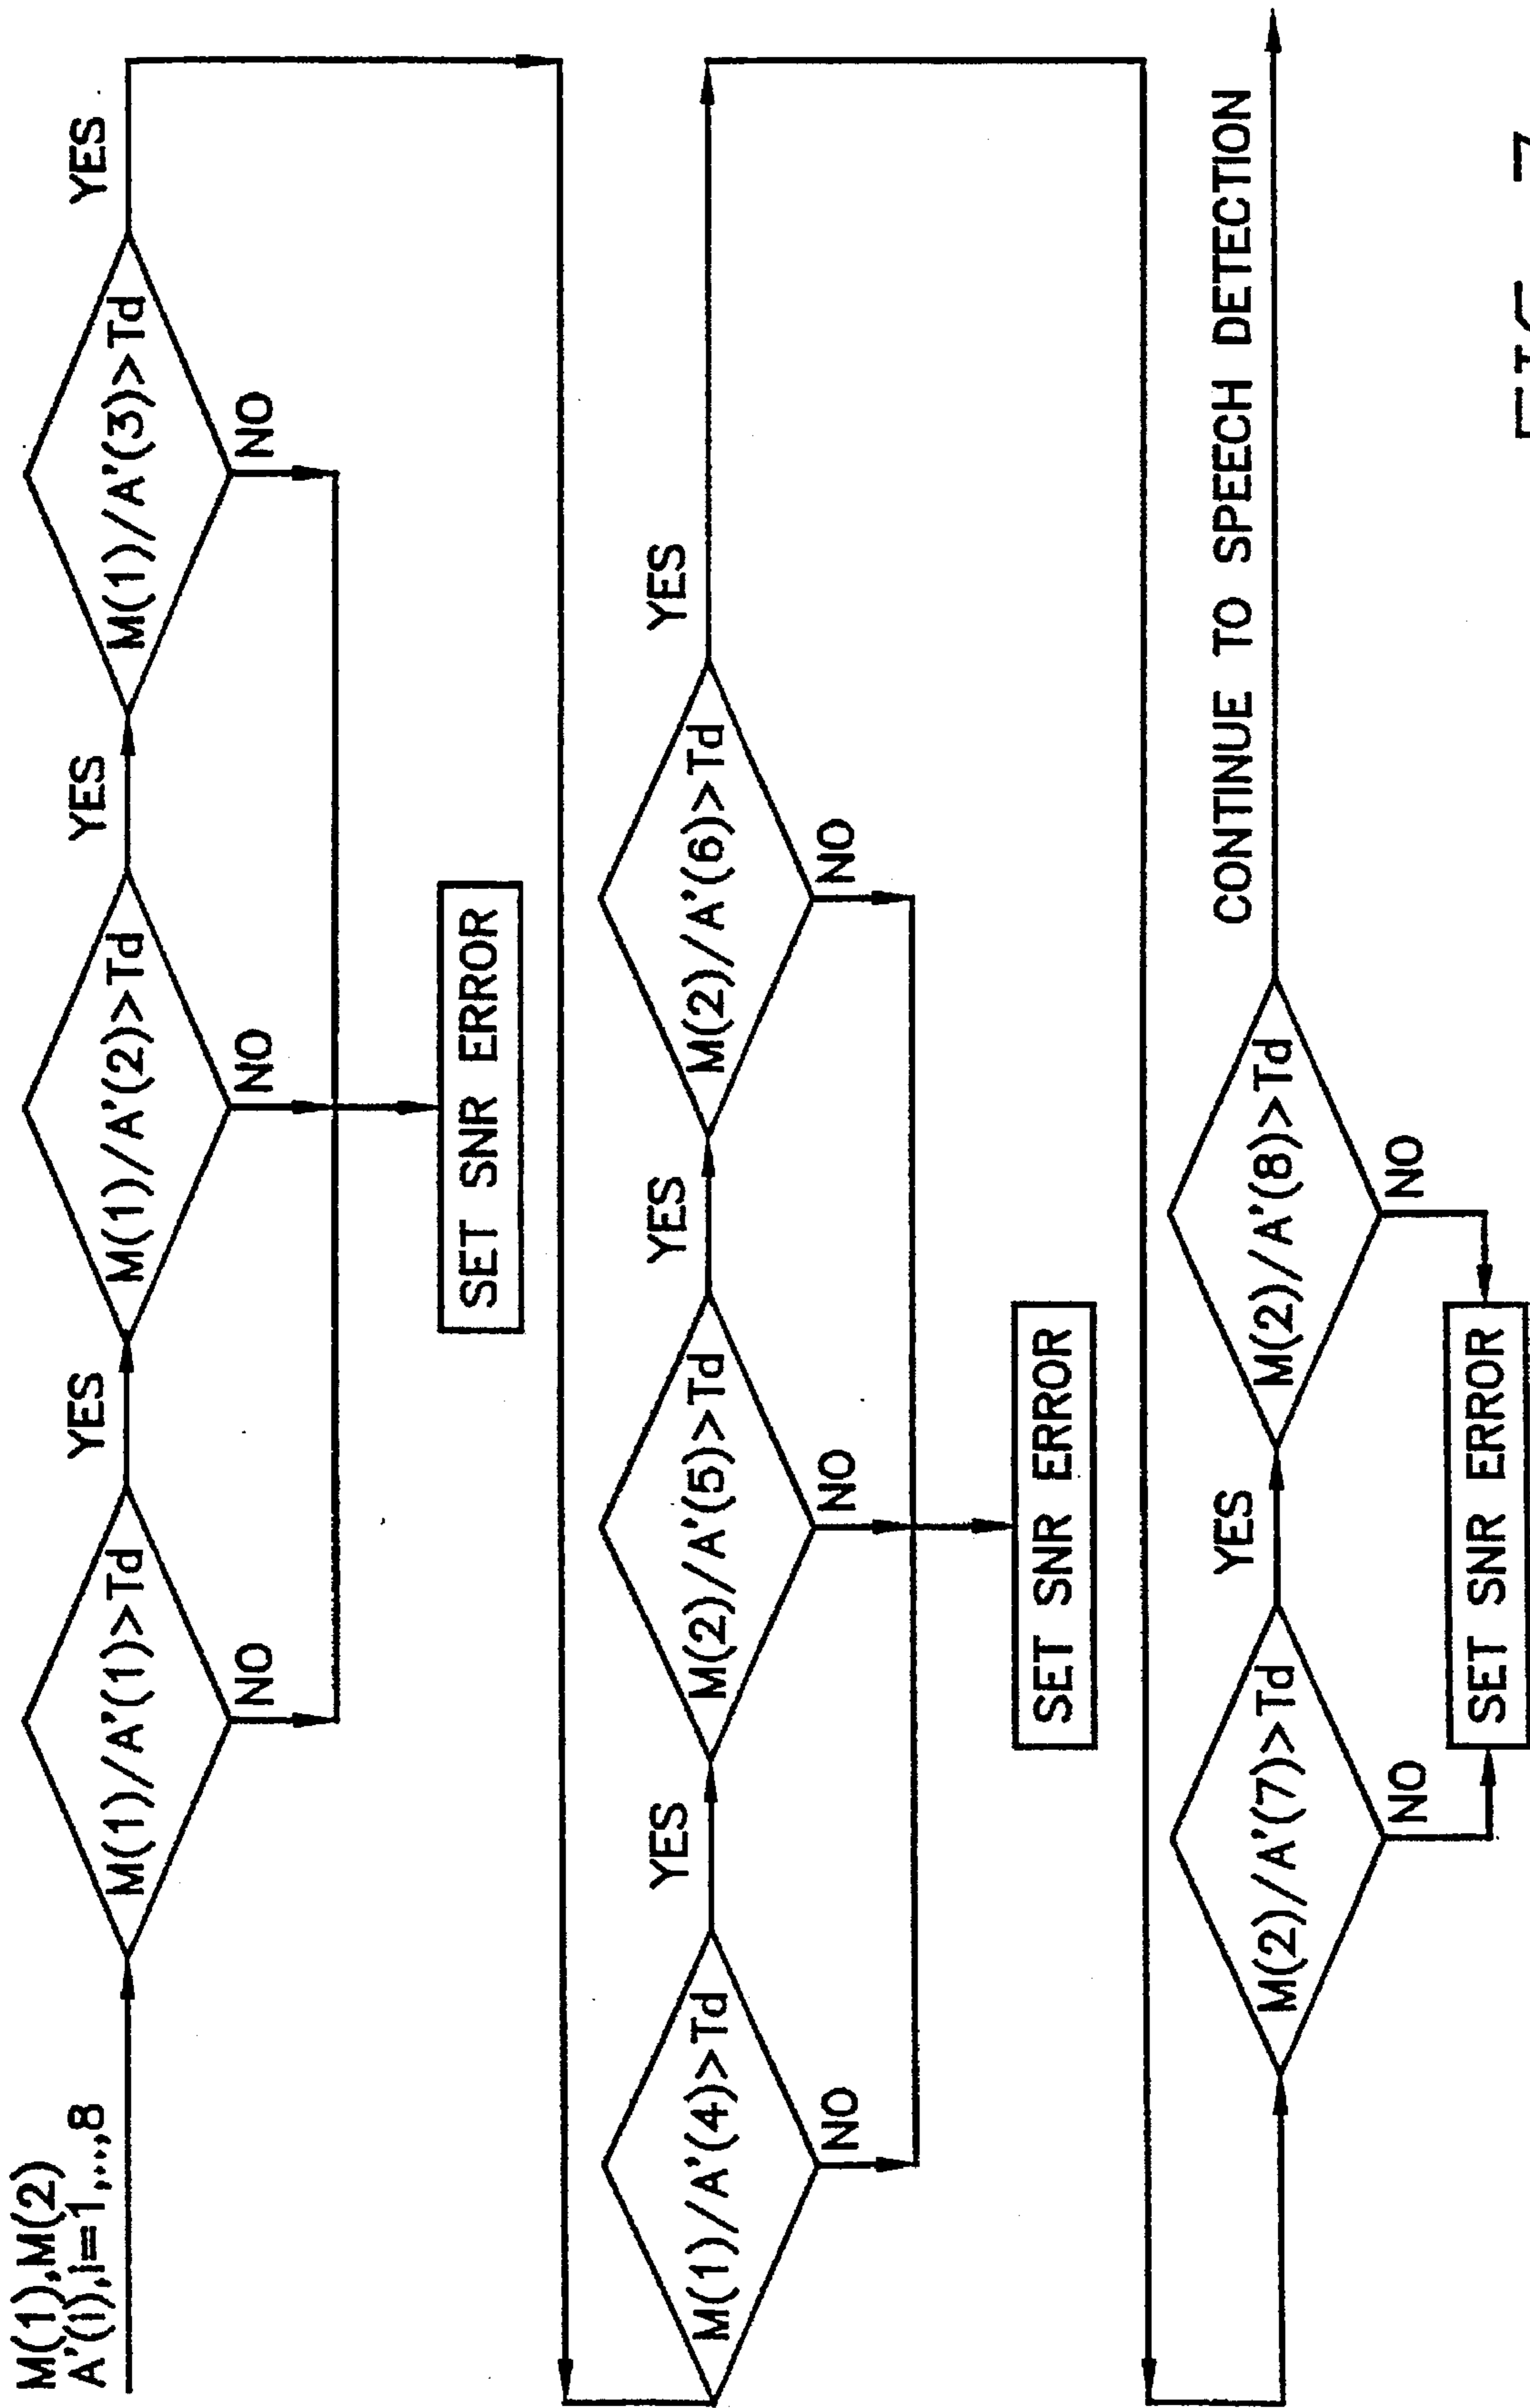 M(1),M(2)
A'(i),i=1,...,8
M(1)/A'(1)>Td
YES
NO
M(1)/A'(2)>Td
YES
NO
M(1)/A'(3)>Td
YES
NO
SET SNR ERROR
M(1)/A'(4)>Td
YES
NO
M(2)/A'(5)>Td
YES
NO
M(2)/A'(6)>Td
YES
NO
SET SNR ERROR
M(2)/A'(7)>Td
YES
NO
M(2)/A'(8)>Td
NO
CONTINUE TO SPEECH DETECTION
SET SNR ERROR